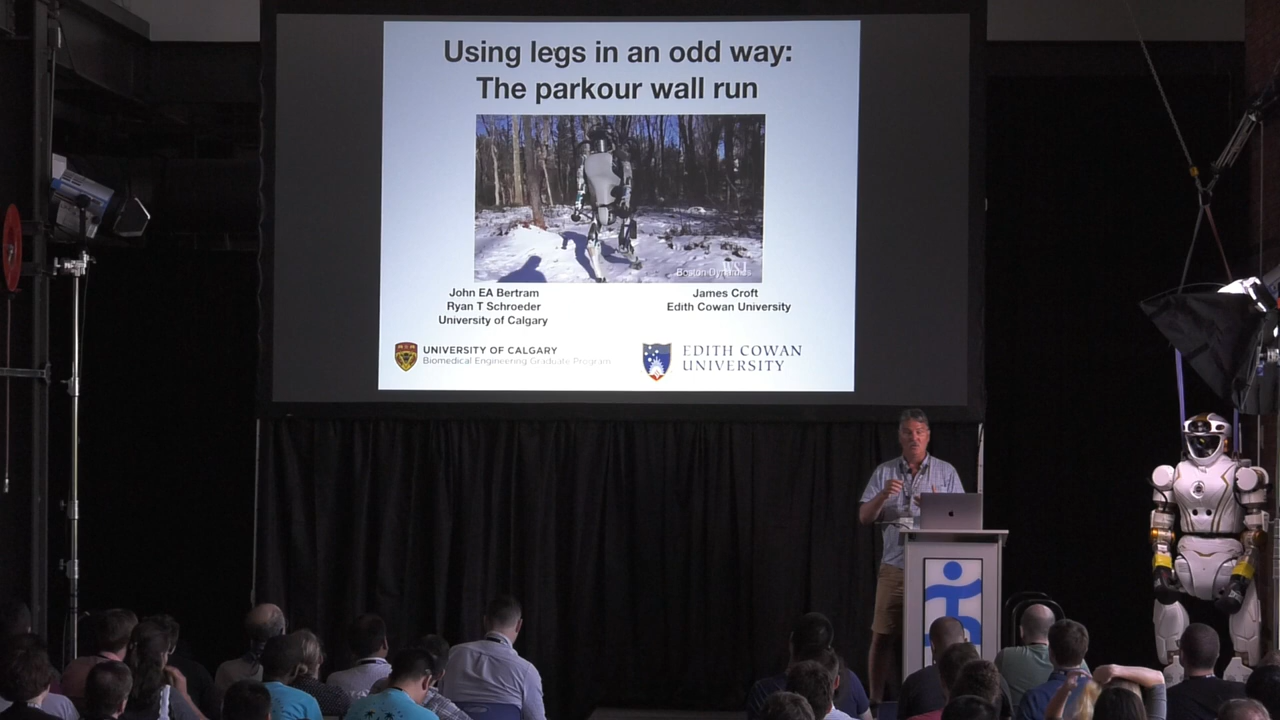 Using legs in an odd way:
The parkour wall run
WSJ
Boston Dynamics
John EA Bertram
Ryan T Schroeder
University of Calgary
James Croft
Edith Cowan University
UNIVERSITY OF CALGARY
Biomedical Engineering Graduate Program
EDITH COWAN
UNIVERSITY